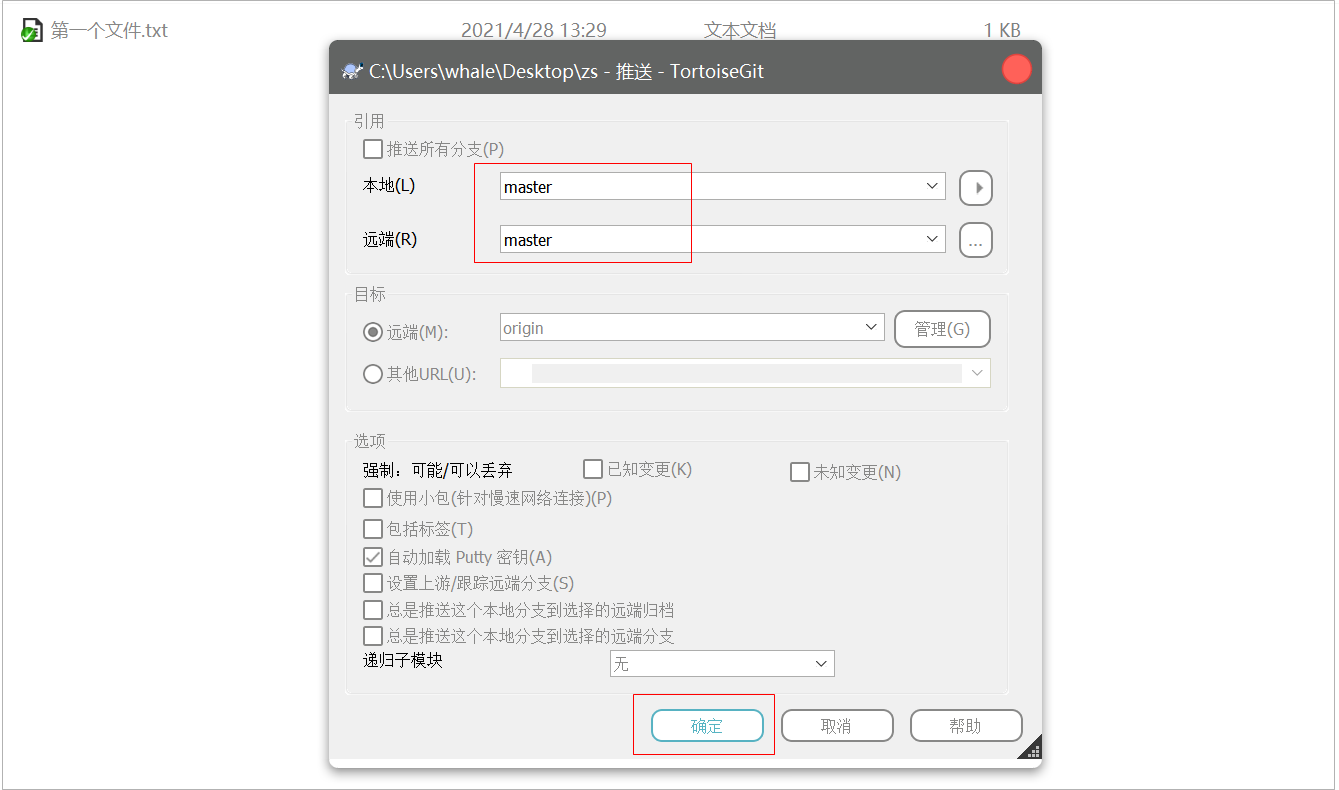 第一个文件.txt 2021/4/28 13:29 文本文档 1 KB
C:\Users\whale\Desktop\zs - 推送 - TortoiseGit
引用
推送所有分支(P)
本地(L) master
远端(R) master ...
目标
远端(M): origin 管理(G)
其他URL(U):
选项
强制：可能/可以丢弃 已知变更(K) 未知变更(N)
使用小包(针对慢速网络连接)(P)
包括标签(T)
自动加载 Putty 密钥(A)
设置上游/跟踪远端分支(S)
总是推送这个本地分支到选择的远端归档
总是推送这个本地分支到选择的远端分支
递归子模块 无
确定 取消 帮助